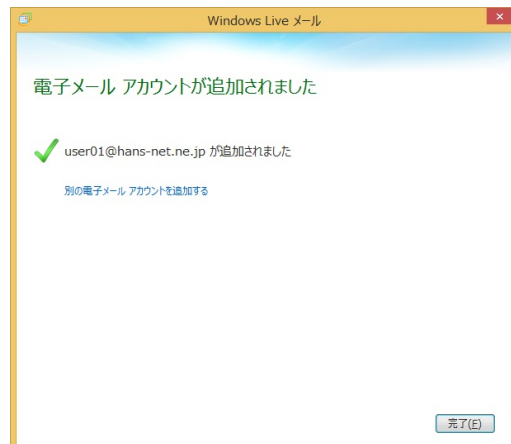 Windows Live メール
電子メール アカウントが追加されました
user01@hans-net.ne.jp が追加されました
別の電子メール アカウントを追加する
完了(F)